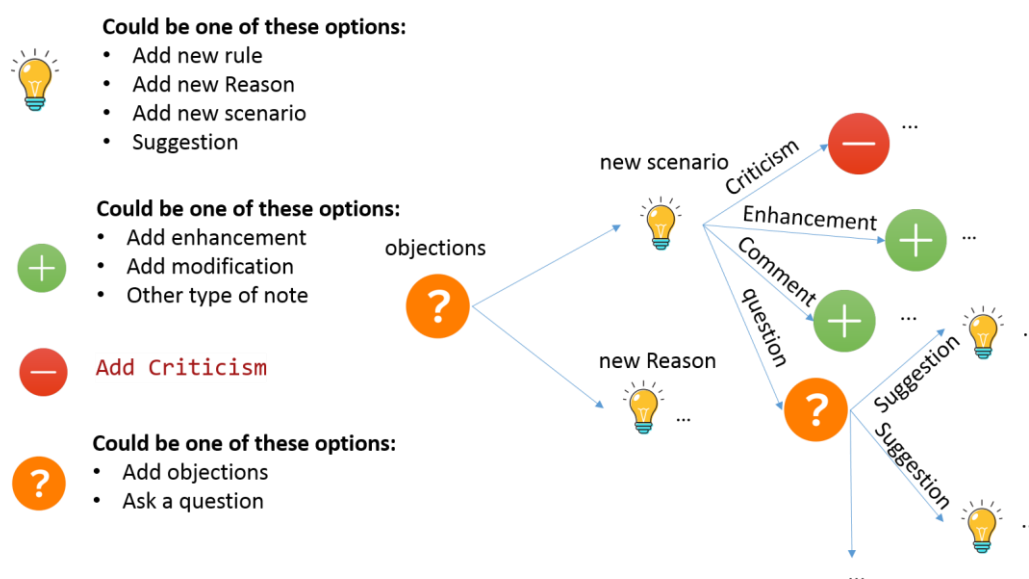 Could be one of these options:
• Add new rule
• Add new Reason
• Add new scenario
• Suggestion
Could be one of these options:
• Add enhancement
• Add modification
• Other type of note
Add Criticism
Could be one of these options:
• Add objections
• Ask a question
objections
?
new scenario
new Reason
...
Criticism
...
Enhancement
...
Comment
...
question
?
Suggestion
...
Suggestion
...
...
?